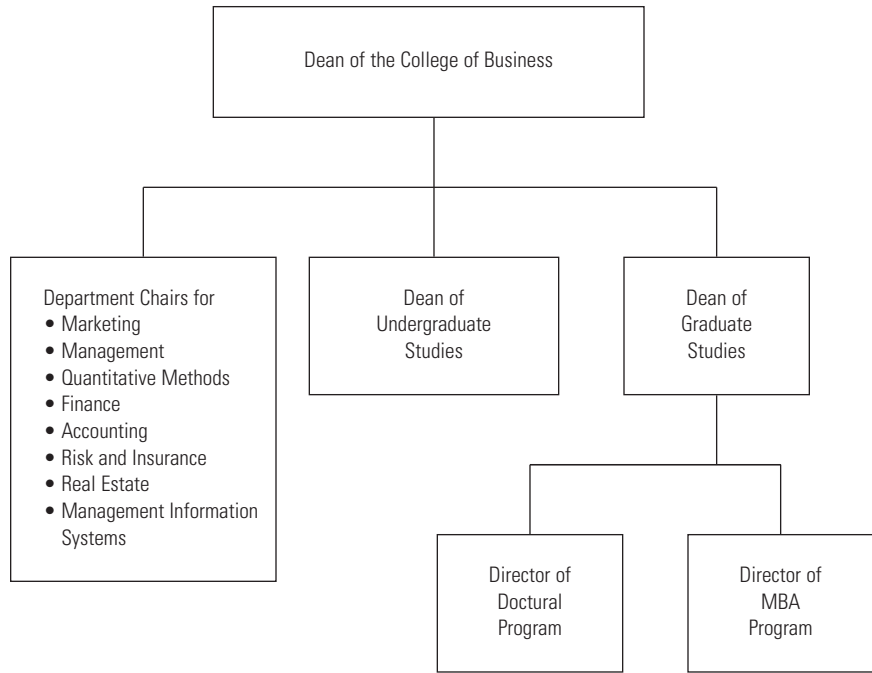 Dean of the College of Business
Department Chairs for
• Marketing
• Management
• Quantitative Methods
• Finance
• Accounting
• Risk and Insurance
• Real Estate
• Management Information
Systems
Dean of
Undergraduate
Studies
Dean of
Graduate
Studies
Director of
Doctural
Program
Director of
MBA
Program